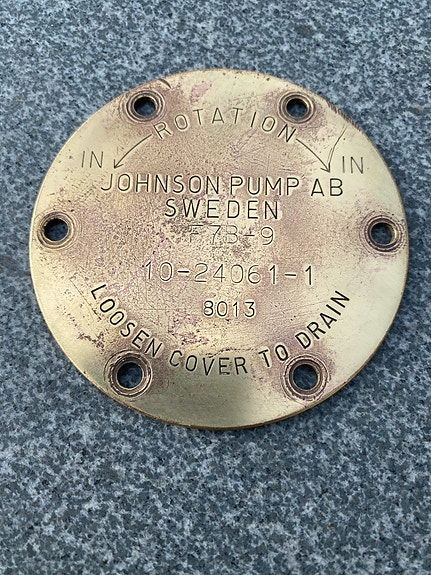 ROTATION
IN IN
JOHNSON PUMP AB
SWEDEN
F7B-9
10-24061-1
8013
LOOSEN COVER TO DRAIN